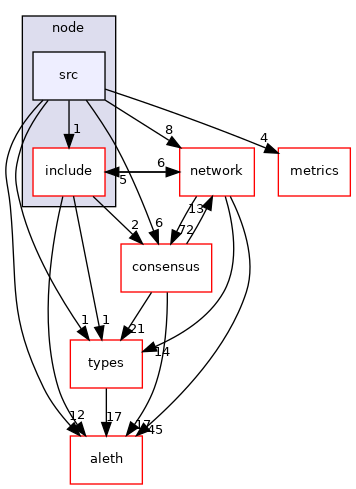 node
src
1
8
4
include
network
metrics
6
5
2
6
13
72
consensus
1
1
21
14
types
12
17
17
45
aleth